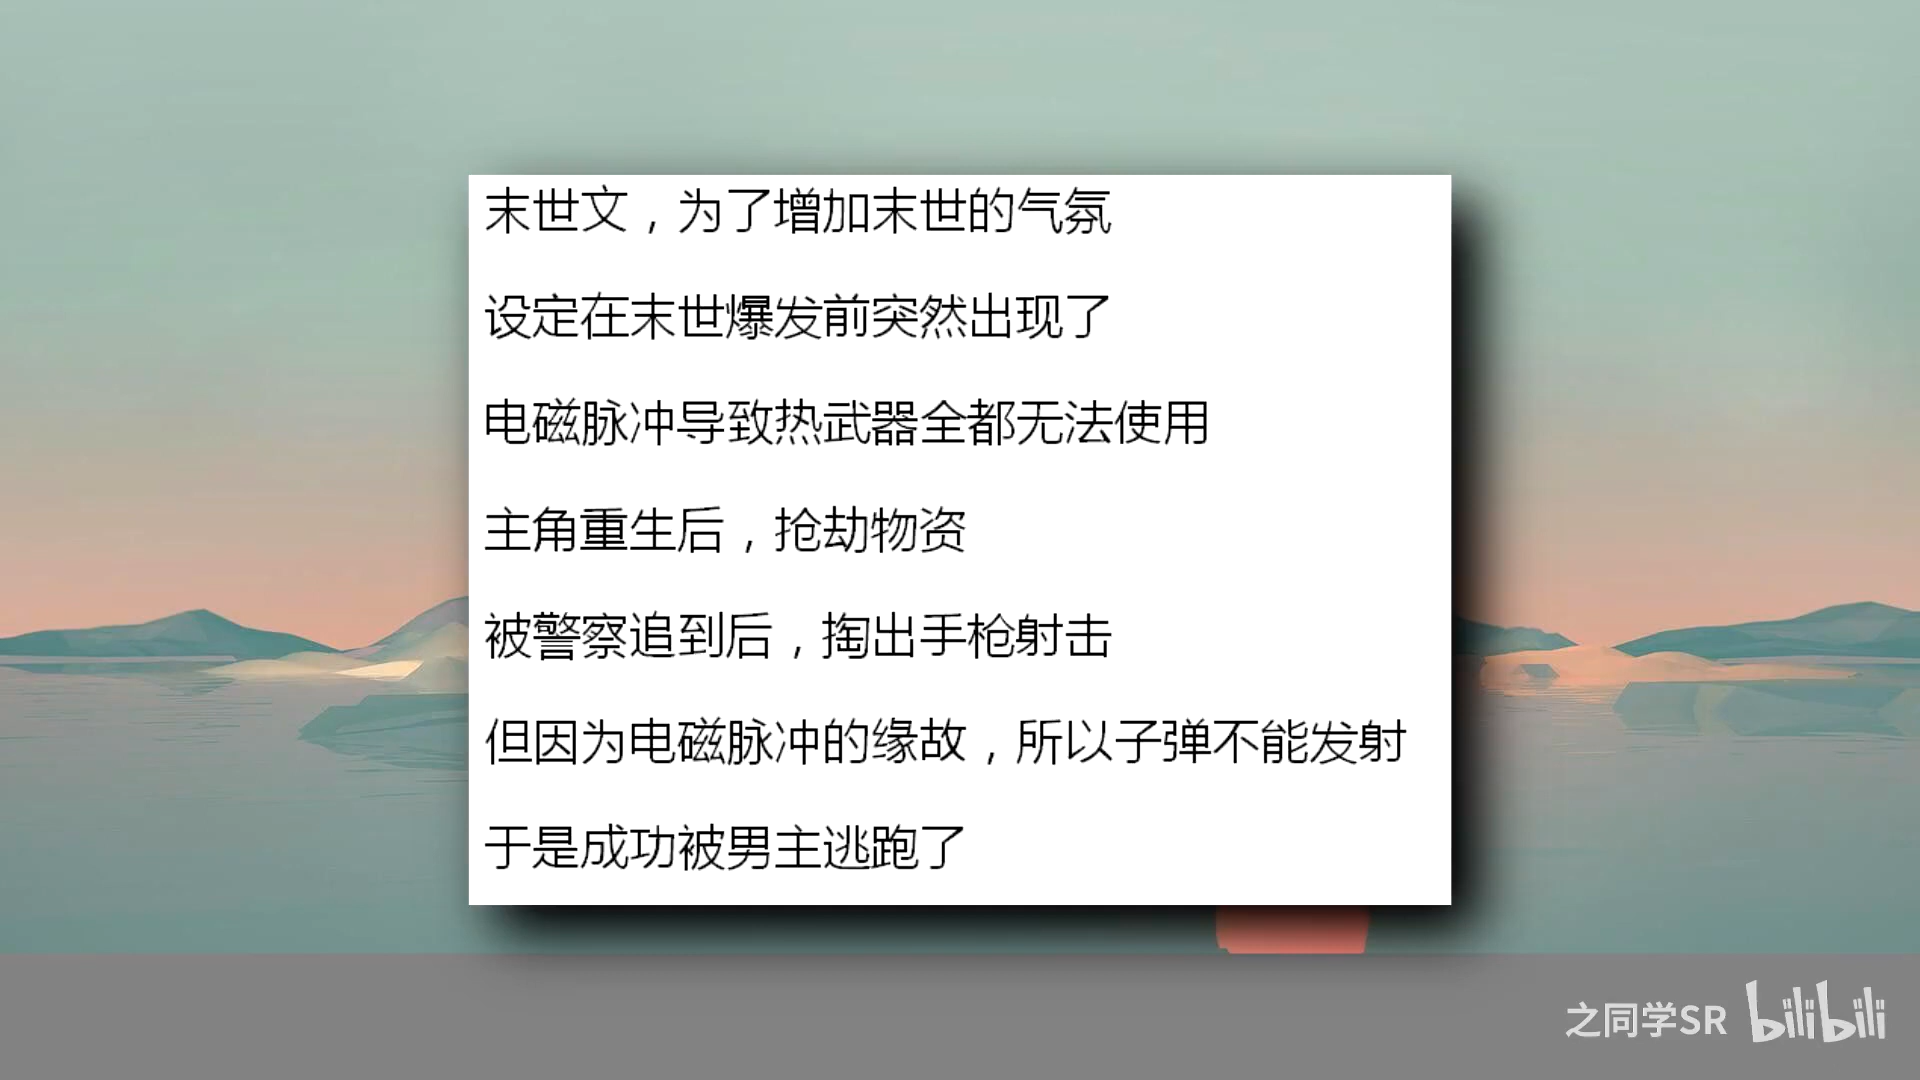 末世文，为了增加末世的气氛
设定在末世爆发前突然出现了
电磁脉冲导致热武器全都无法使用
主角重生后，抢劫物资
被警察追到后，掏出手枪射击
但因为电磁脉冲的缘故，所以子弹不能发射
于是成功被男主逃跑了
之同学SR bilibili